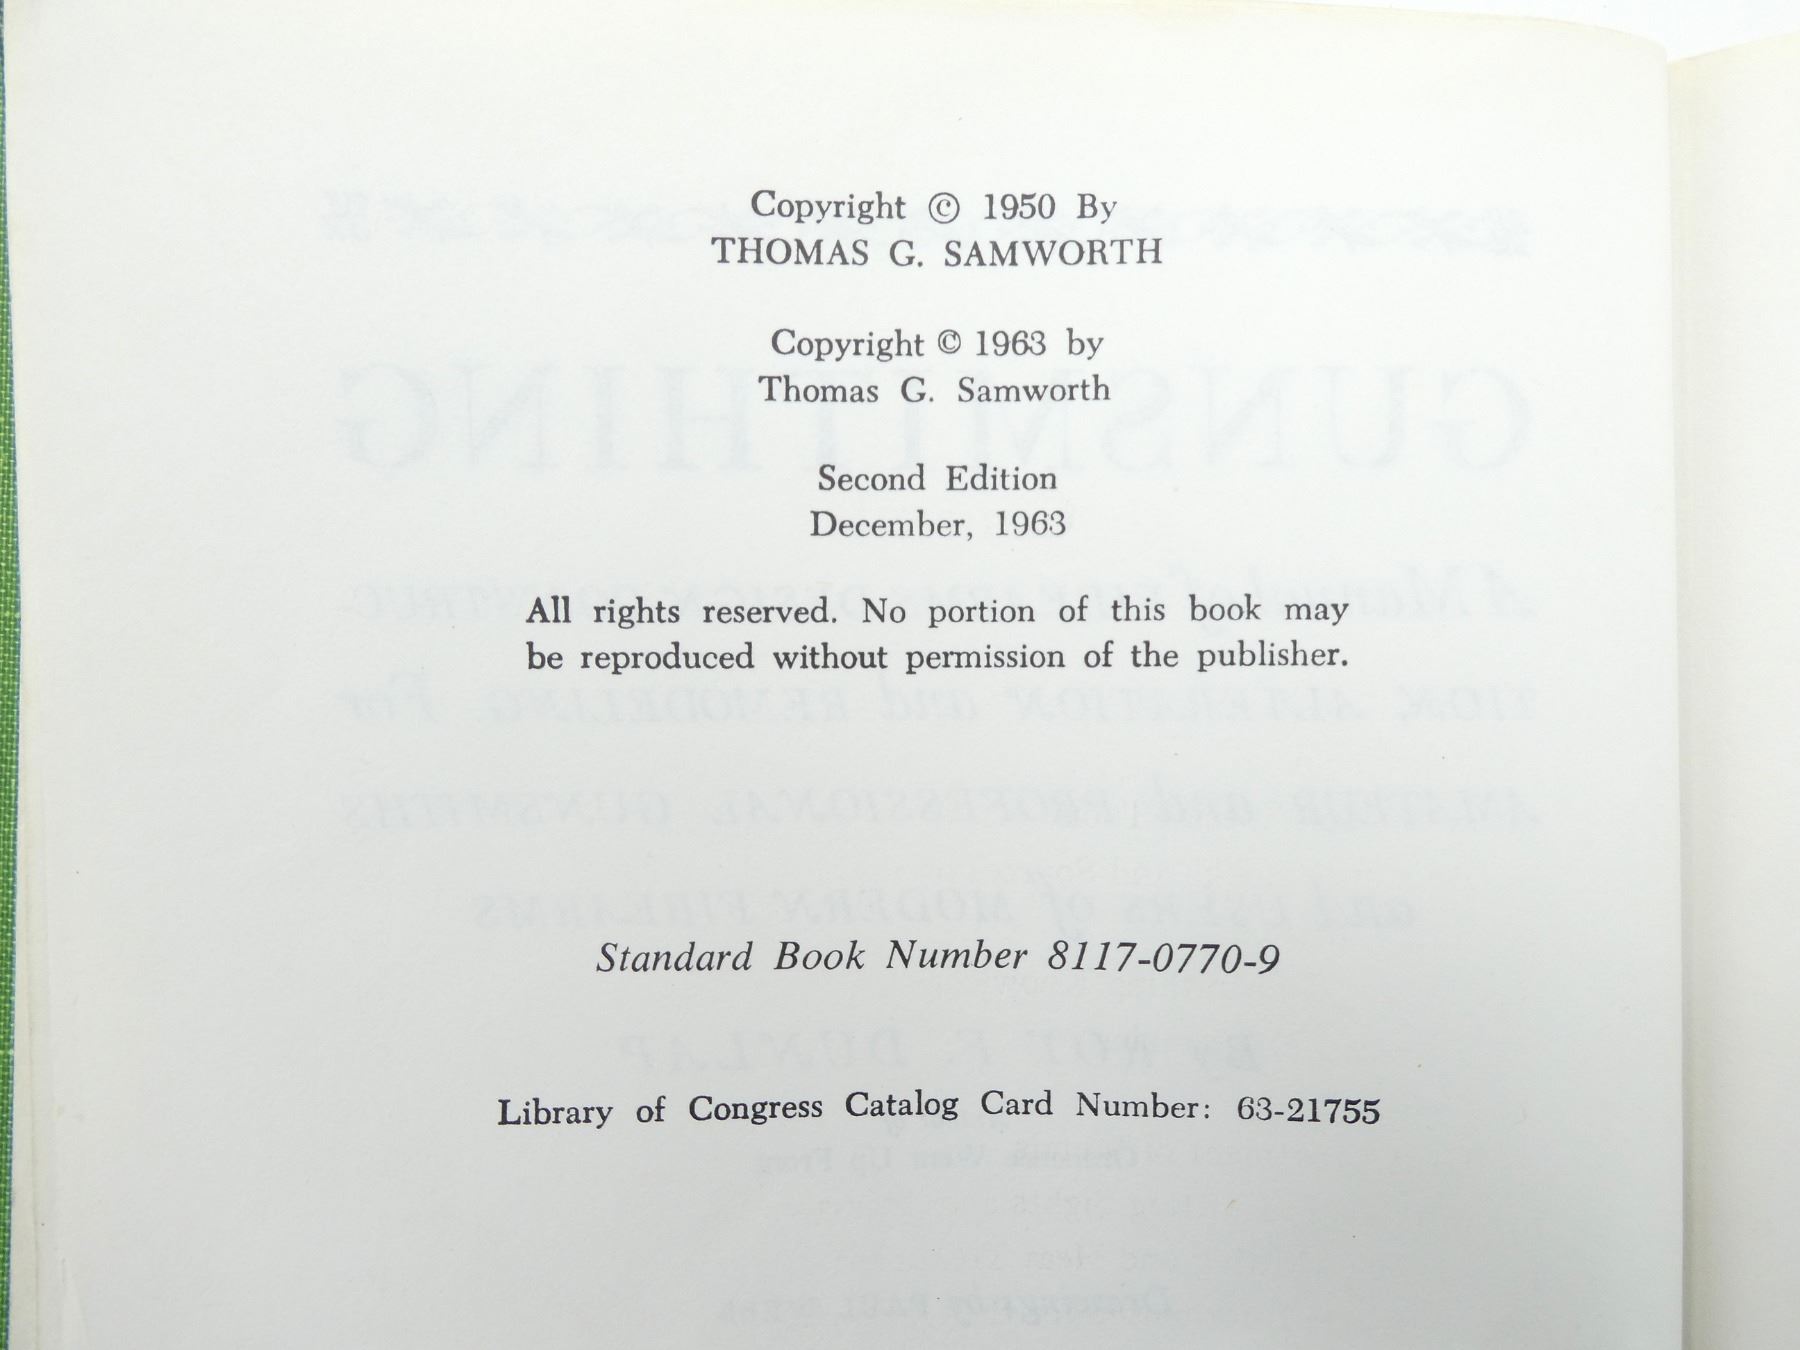 Copyright © 1950 By
THOMAS G. SAMWORTH
Copyright © 1963 by
Thomas G. Samworth
Second Edition
December, 1963
All rights reserved. No portion of this book may
be reproduced without permission of the publisher.
Standard Book Number 8117-0770-9
Library of Congress Catalog Card Number: 63-21755